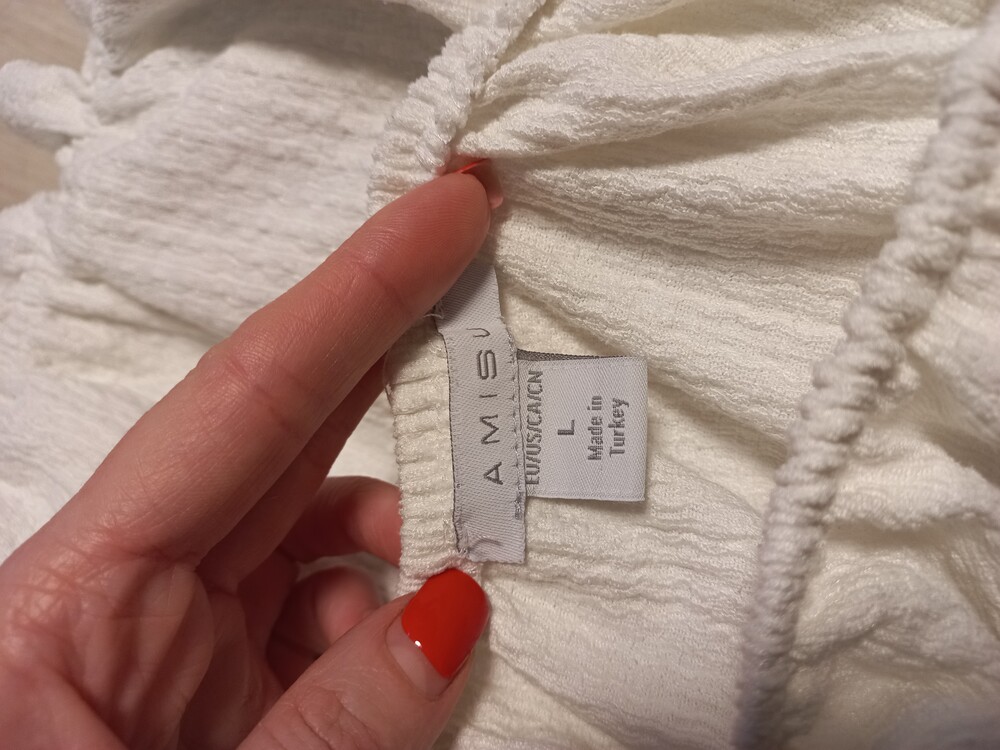 AMISU
EU/US/CA/CN
L
Made in
Turkey